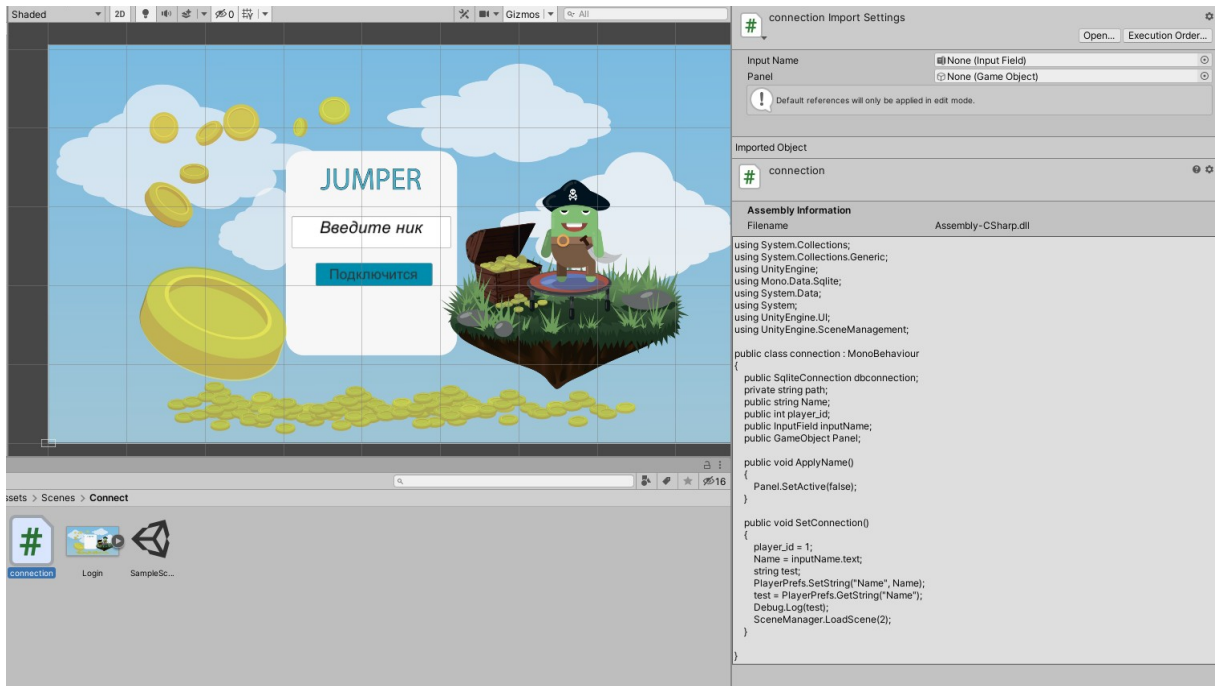 Shaded
2D
0
Gizmos
All
JUMPER
Введите ник
Подключится
16
ssets > Scenes > Connect
connection
Login
SampleSc...
connection Import Settings
Open...
Execution Order...
Input Name
None (Input Field)
Panel
None (Game Object)
Default references will only be applied in edit mode.
Imported Object
connection
Assembly Information
Filename
Assembly-CSharp.dll
using System.Collections;
using System.Collections.Generic;
using UnityEngine;
using Mono.Data.Sqlite;
using System.Data;
using System;
using UnityEngine.UI;
using UnityEngine.SceneManagement;
public class connection : MonoBehaviour
{
public SqliteConnection dbconnection;
private string path;
public string Name;
public int player_id;
public InputField inputName;
public GameObject Panel;
public void ApplyName()
{
Panel.SetActive(false);
}
public void SetConnection()
{
player_id = 1;
Name = inputName.text;
string test;
PlayerPrefs.SetString("Name", Name);
test = PlayerPrefs.GetString("Name");
Debug.Log(test);
SceneManager.LoadScene(2);
}
}